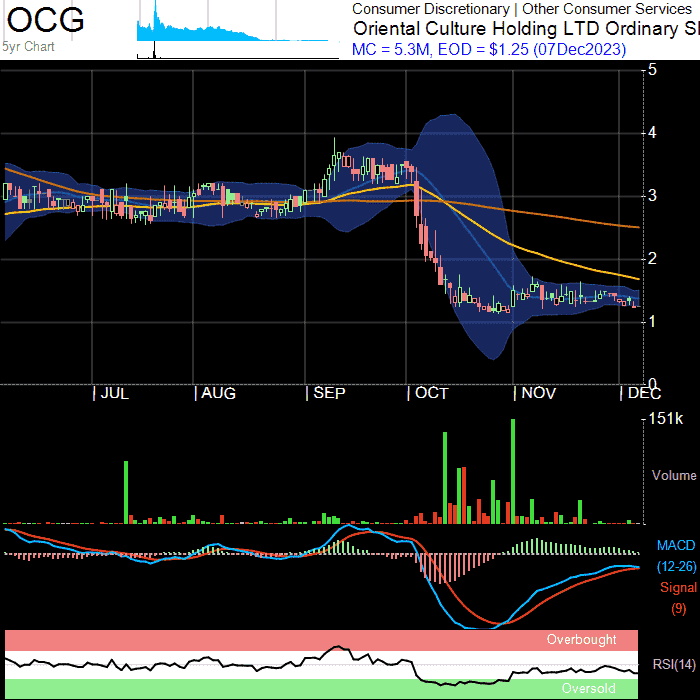 OCG
5yr Chart
Consumer Discretionary | Other Consumer Services
Oriental Culture Holding LTD Ordinary S
MC = 5.3M, EOD = $1.25 (07Dec2023)
5
4
3
2
1
0
JUL
AUG
SEP
OCT
NOV
DEC
151k
Volume
MACD
(12-26)
Signal
(9)
Overbought
RSI(14)
Oversold